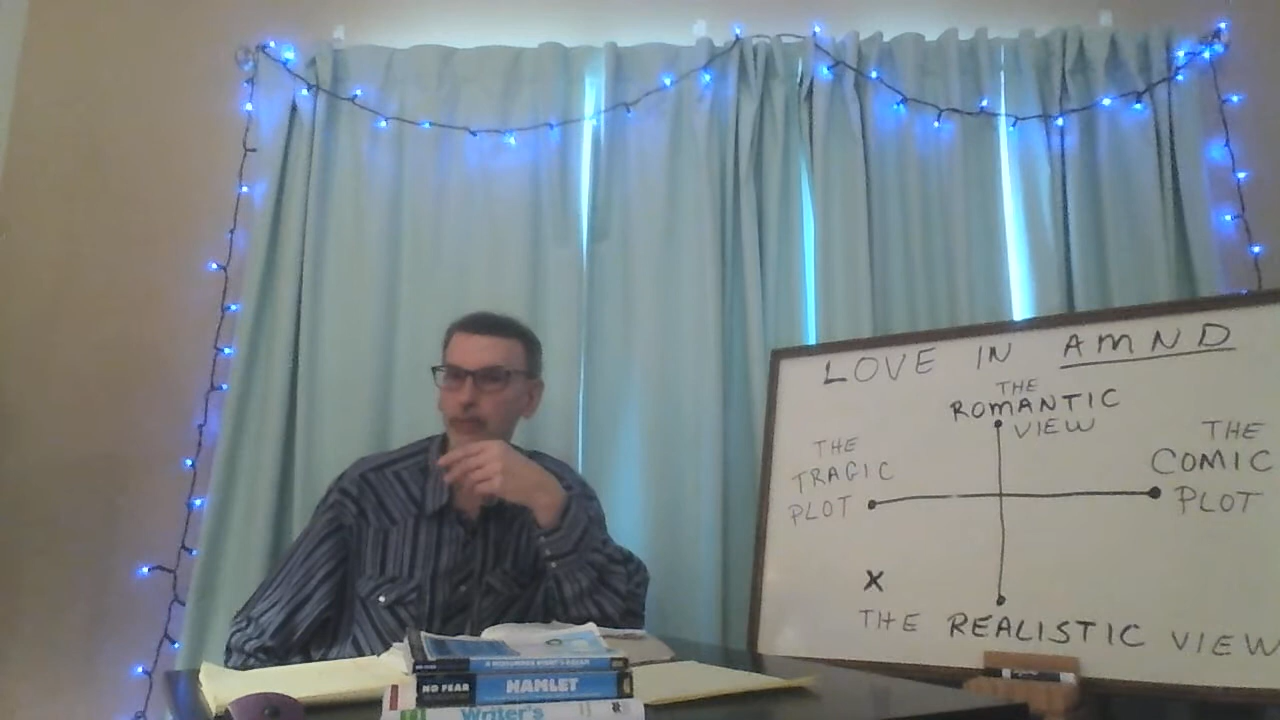 LOVE IN AMND
THE
ROMANTIC
VIEW
THE
TRAGIC
PLOT
THE
COMIC
PLOT
X
THE REALISTIC VIEW
A MIDSUMMER NIGHT'S DREAM
NO FEAR HAMLET
Writer's